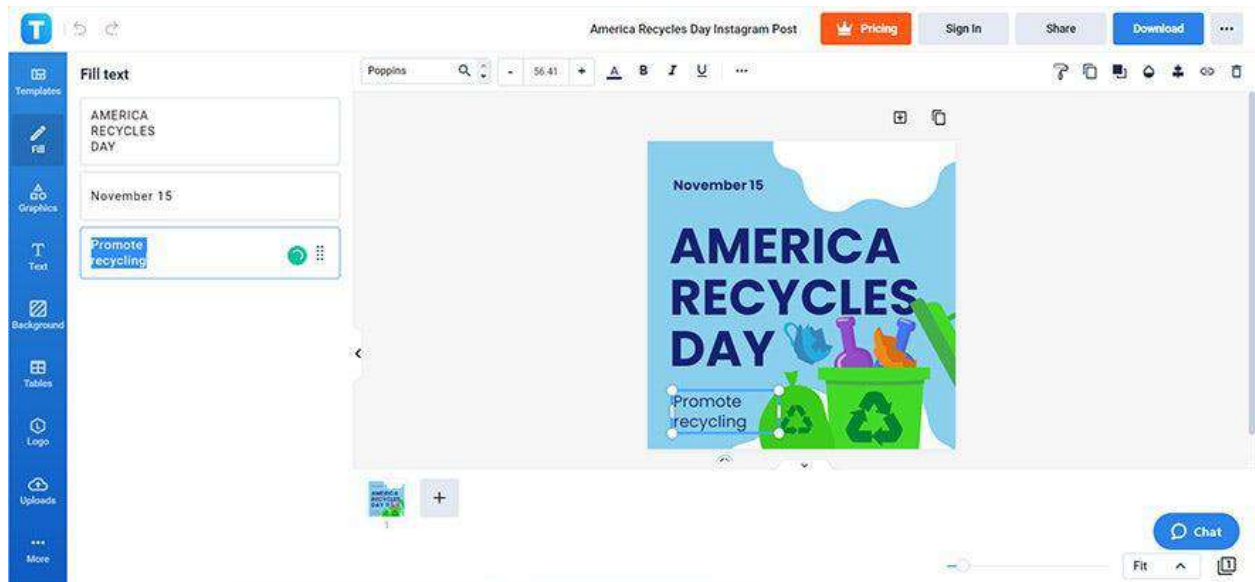 T
America Recycles Day Instagram Post
Pricing
Sign In
Share
Download
Templates
Fill
Graphics
Text
Background
Tables
Logo
Uploads
More
Fill text
AMERICA
RECYCLES
DAY
November 15
Promote
recycling
Poppins
- 56.41 + A B I U
November 15
AMERICA
RECYCLES
DAY
Promote
recycling
1
Chat
Fit
1